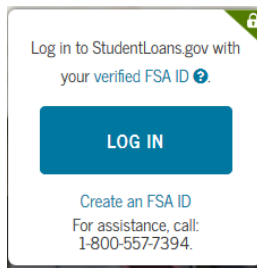 Log in to StudentLoans.gov with
your verified FSA ID ?.
LOG IN
Create an FSA ID
For assistance, call:
1-800-557-7394.